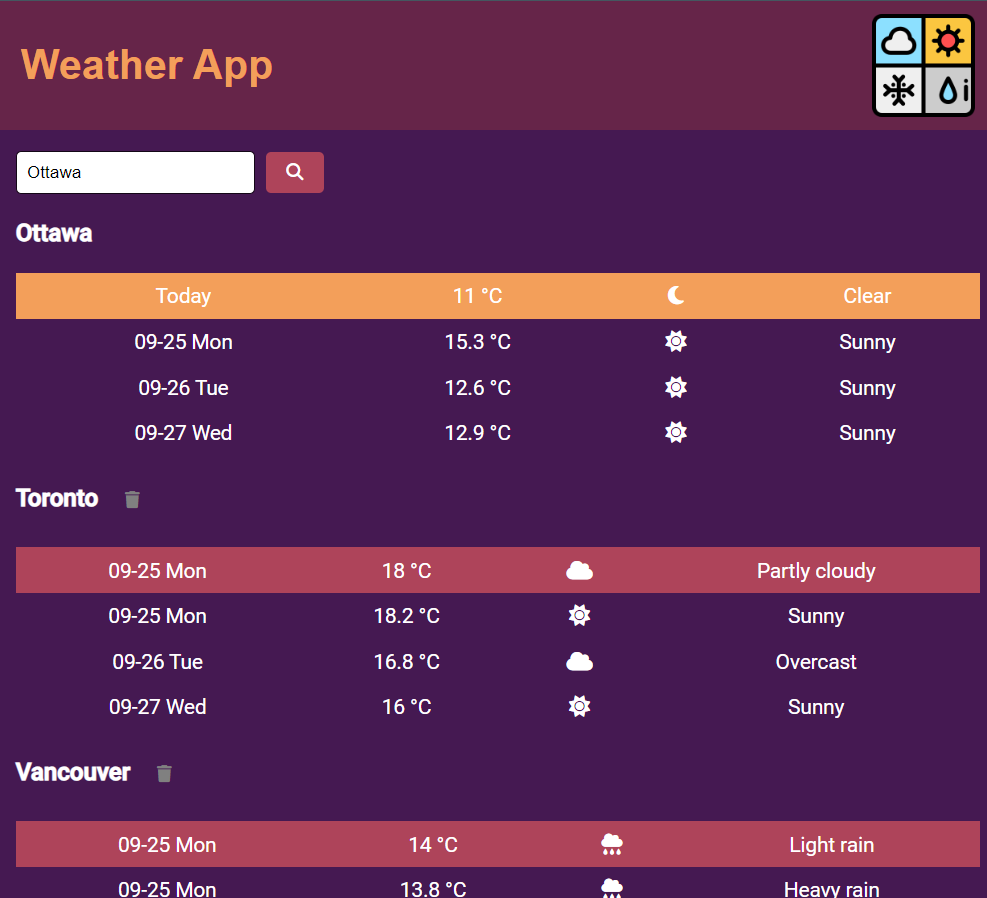 Weather App
i
Ottawa
Ottawa
Today 11 °C Clear
09-25 Mon 15.3 °C Sunny
09-26 Tue 12.6 °C Sunny
09-27 Wed 12.9 °C Sunny
Toronto
09-25 Mon 18 °C Partly cloudy
09-25 Mon 18.2 °C Sunny
09-26 Tue 16.8 °C Overcast
09-27 Wed 16 °C Sunny
Vancouver
09-25 Mon 14 °C Light rain
09-25 Mon 13.8 °C Heavy rain